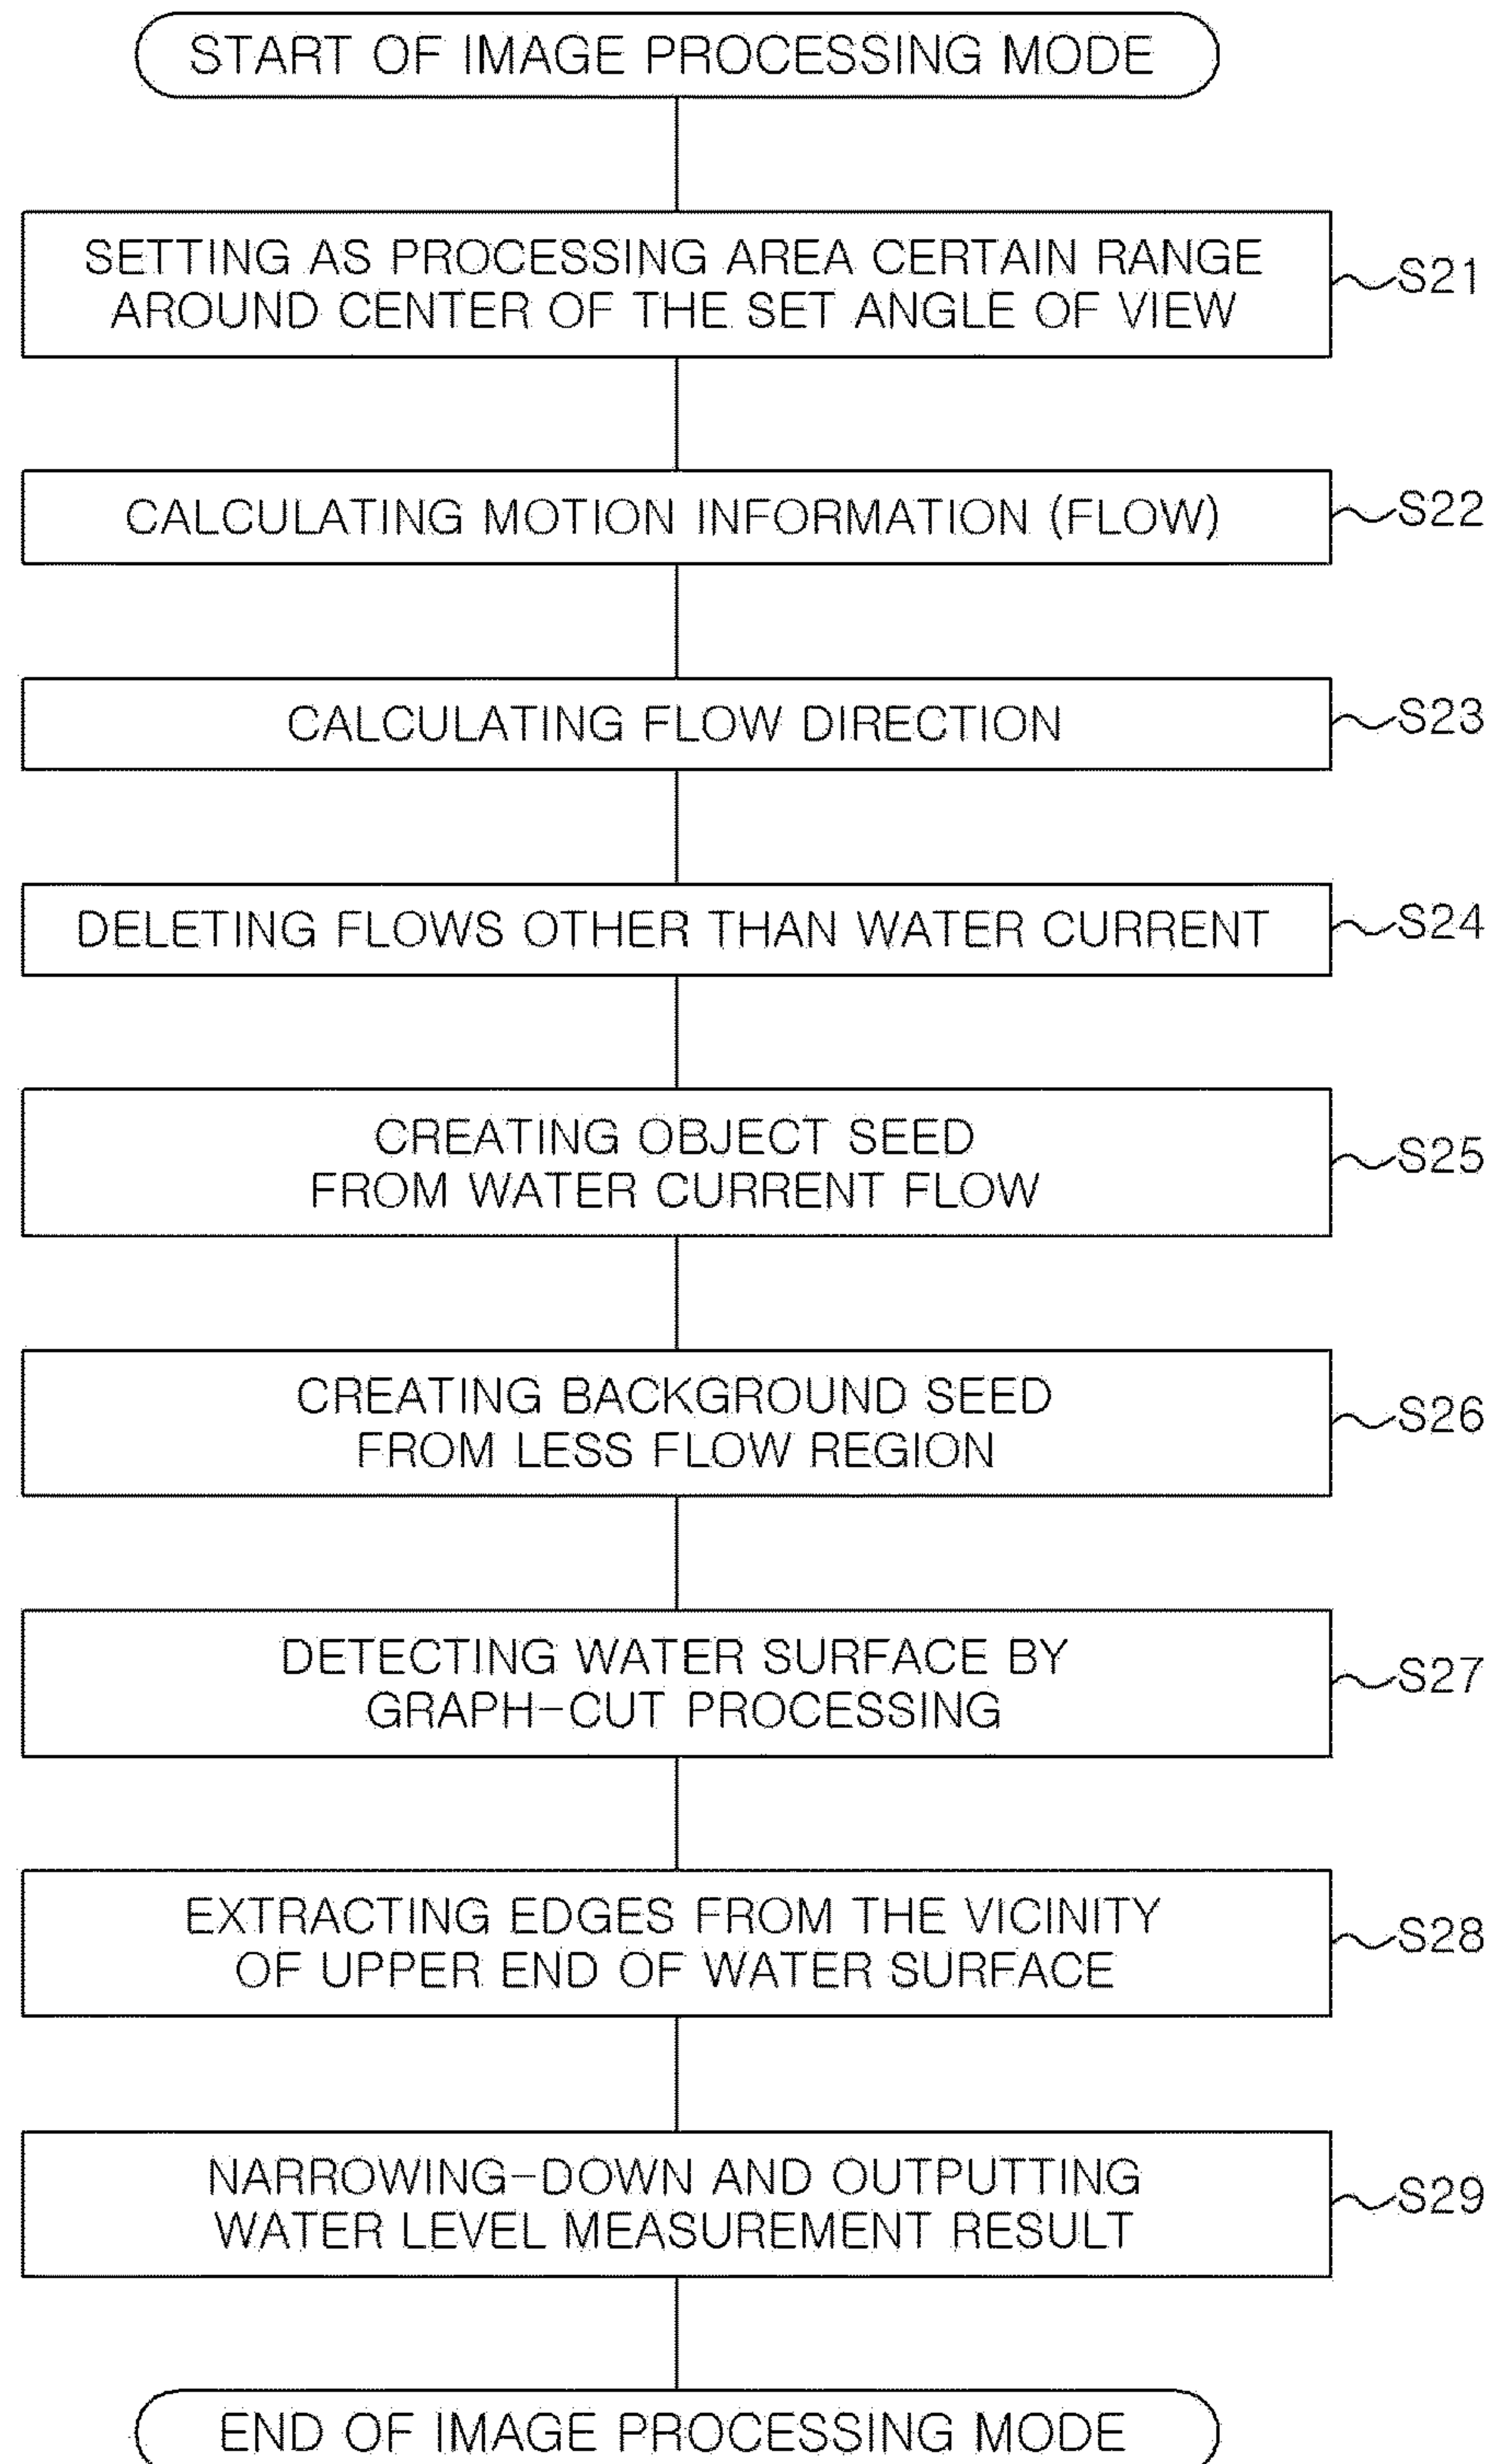 START OF IMAGE PROCESSING MODE
SETTING AS PROCESSING AREA CERTAIN RANGE
AROUND CENTER OF THE SET ANGLE OF VIEW
S21
CALCULATING MOTION INFORMATION (FLOW)
S22
CALCULATING FLOW DIRECTION
S23
DELETING FLOWS OTHER THAN WATER CURRENT
S24
CREATING OBJECT SEED
FROM WATER CURRENT FLOW
S25
CREATING BACKGROUND SEED
FROM LESS FLOW REGION
S26
DETECTING WATER SURFACE BY
GRAPH-CUT PROCESSING
S27
EXTRACTING EDGES FROM THE VICINITY
OF UPPER END OF WATER SURFACE
S28
NARROWING-DOWN AND OUTPUTTING
WATER LEVEL MEASUREMENT RESULT
S29
END OF IMAGE PROCESSING MODE